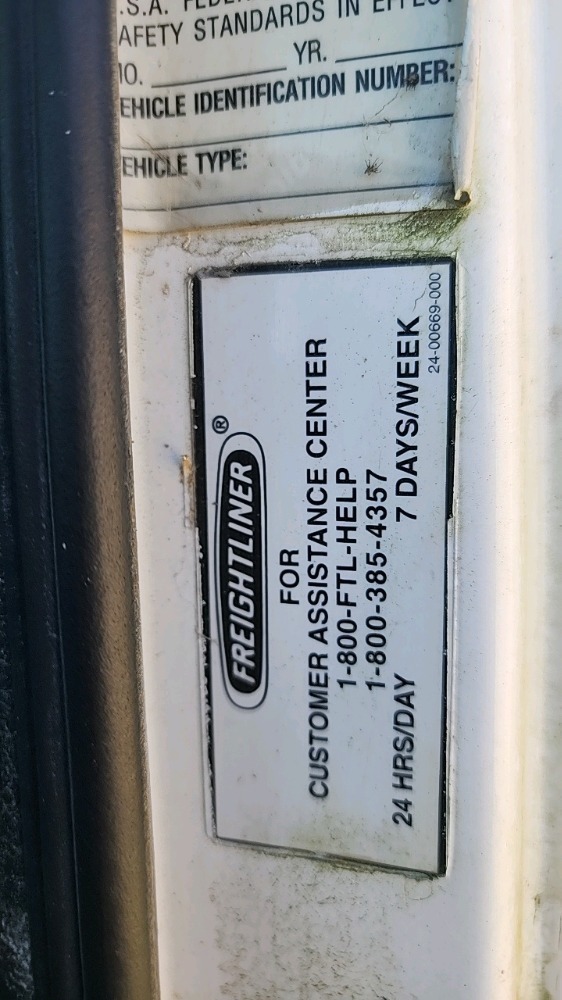 .S.A.
AFETY STANDARDS IN
O. YR.
EHICLE IDENTIFICATION NUMBER:
EHICLE TYPE:
FREIGHTLINER®
FOR
CUSTOMER ASSISTANCE CENTER
1-800-FTL-HELP
1-800-385-4357
24 HRS/DAY 7 DAYS/WEEK
24-00669-000